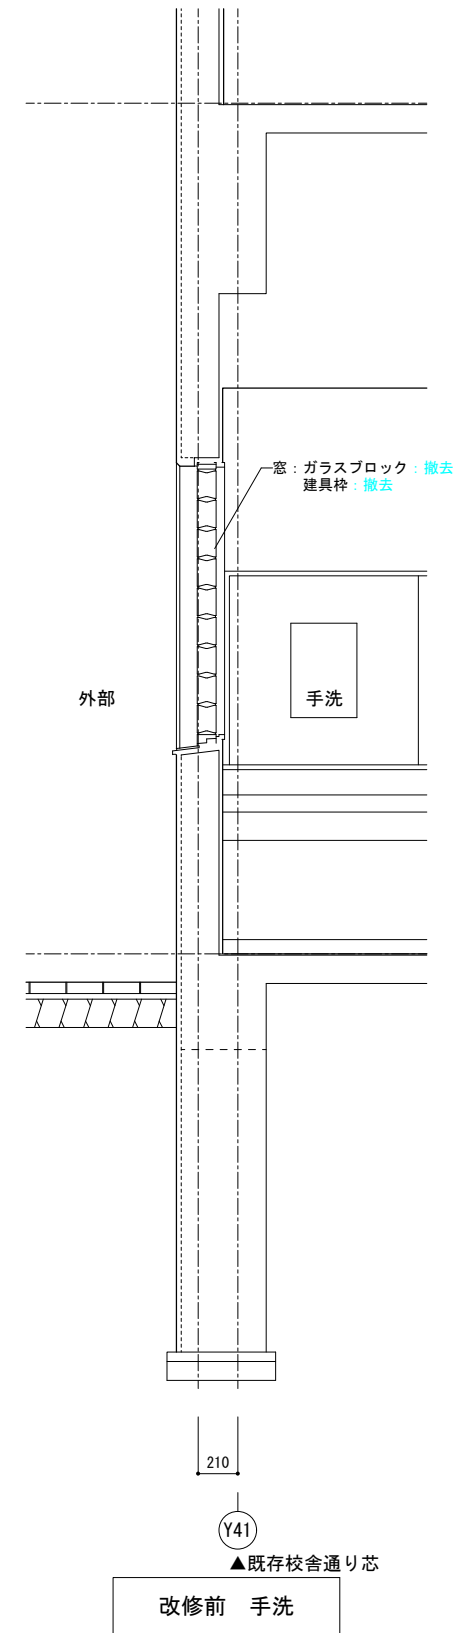 窓：ガラスブロック：撤去
建具枠：撤去
外部
手洗
210
Y41
▲既存校舎通り芯
改修前　手洗